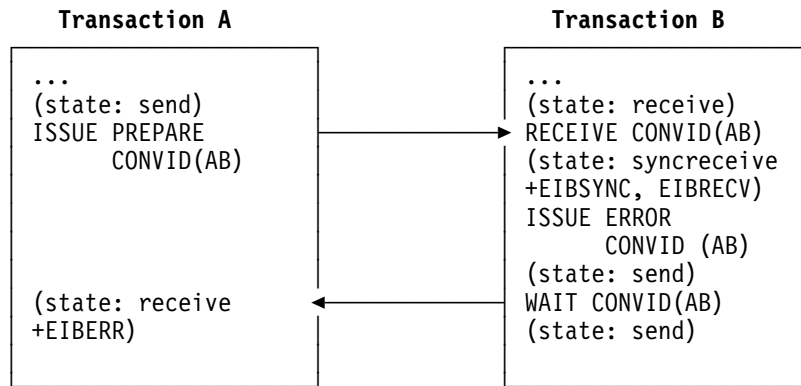 Transaction A
...
(state: send)
ISSUE PREPARE
CONVID(AB)
(state: receive
+EIBERR)
Transaction B
...
(state: receive)
RECEIVE CONVID(AB)
(state: syncreceive
+EIBSYNC, EIBRECV)
ISSUE ERROR
CONVID (AB)
(state: send)
WAIT CONVID(AB)
(state: send)